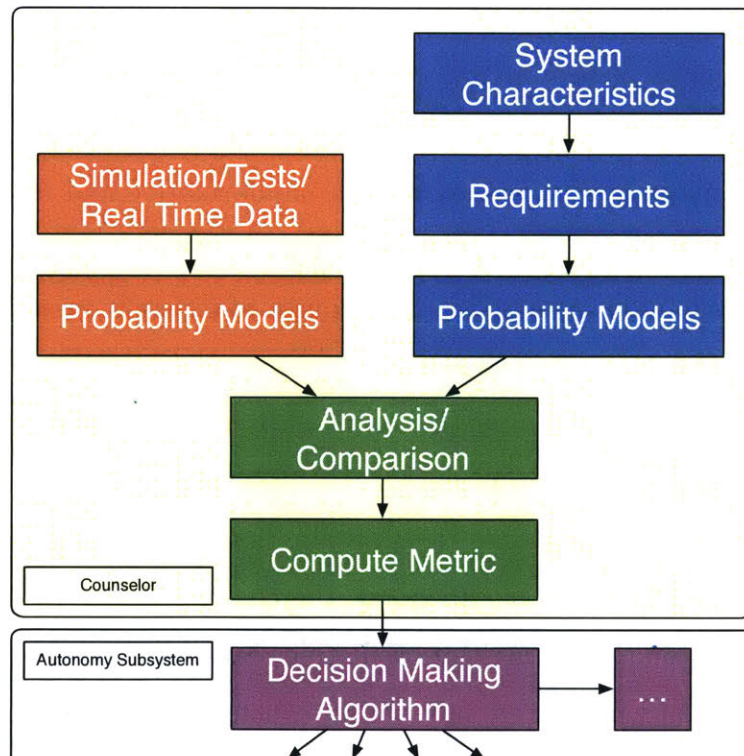 System
Characteristics
Simulation/Tests/
Real Time Data
Requirements
Probability Models
Probability Models
Analysis/
Comparison
Compute Metric
Counselor
Autonomy Subsystem
Decision Making
Algorithm
...